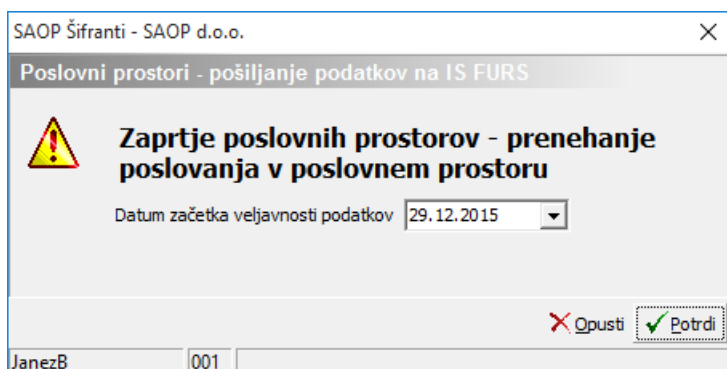 SAOP Šifranti - SAOP d.o.o.
Poslovni prostori - pošiljanje podatkov na IS FURS
Zaprtje poslovnih prostorov - prenehanje
poslovanja v poslovnem prostoru
Datum začetka veljavnosti podatkov 29.12.2015
Opusti Potrdi
JanezB 001